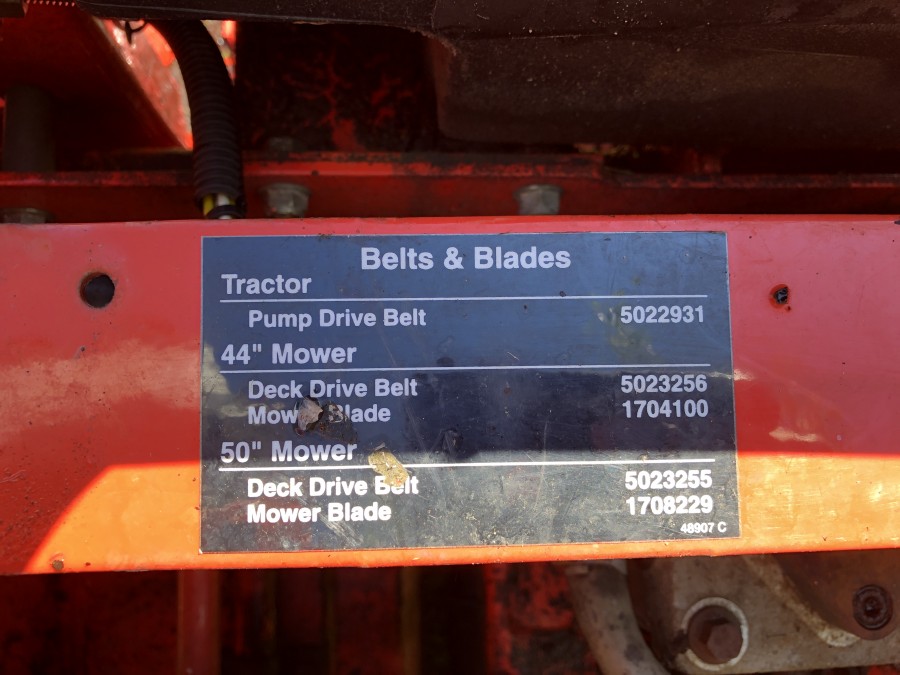 Belts & Blades
Tractor
Pump Drive Belt 5022931
44" Mower
Deck Drive Belt 5023256
Mower Blade 1704100
50" Mower
Deck Drive Belt 5023255
Mower Blade 1708229
48907 C